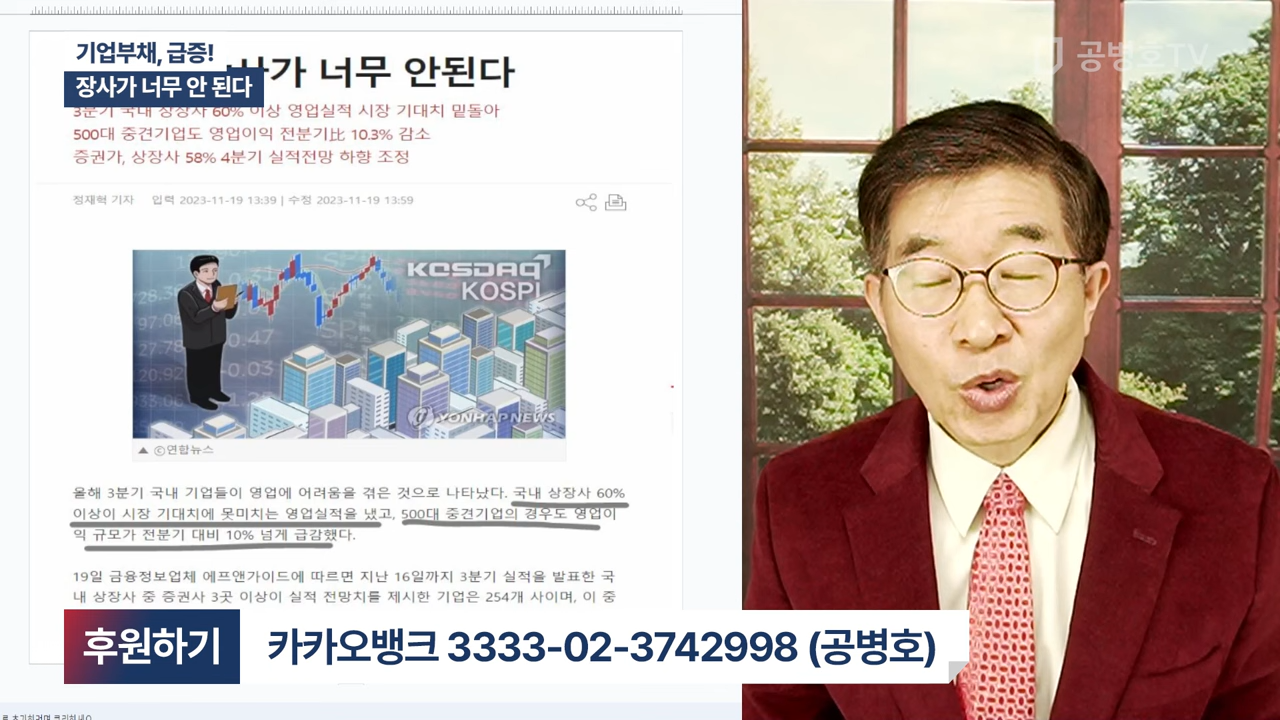 기업부채, 급증!
장사가 너무 안 된다
사가 너무 안된다
3분기 국내 상장사 60% 이상 영업실적 시장 기대치 밑돌아
500대 중견기업도 영업이익 전분기比 10.3% 감소
증권가, 상장사 58% 4분기 실적전망 하향 조정
정재혁 기자 입력 2023-11-19 13:39 | 수정 2023-11-19 13:59
KOSDAQ
KOSPI
YONHAP NEWS
▲ ⓒ연합뉴스
올해 3분기 국내 기업들이 영업에 어려움을 겪은 것으로 나타났다. 국내 상장사 60%
이상이 시장 기대치에 못미치는 영업실적을 냈고, 500대 중견기업의 경우도 영업이
익 규모가 전분기 대비 10% 넘게 급감했다.
19일 금융정보업체 에프앤가이드에 따르면 지난 16일까지 3분기 실적을 발표한 국
내 상장사 중 증권사 3곳 이상이 실적 전망치를 제시한 기업은 254개 사이며, 이 중
후원하기
카카오뱅크 3333-02-3742998 (공병호)
공병호TV